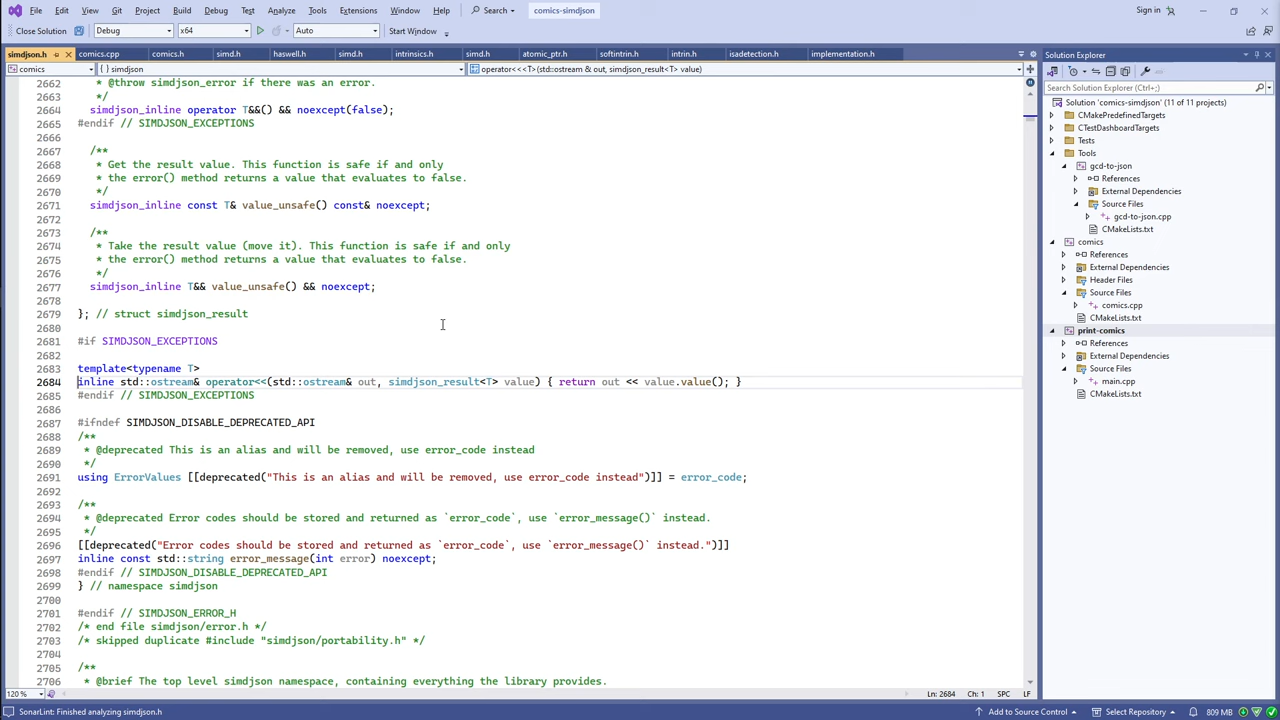 File Edit View Git Project Build Debug Test Analyze Tools Extensions Window Help Search comics-simdjson Sign in
Close Solution Debug x64 Auto Start Window
simdjson.h comics.cpp comics.h simd.h haswell.h simd.h intrinsics.h simd.h atomic_ptr.h softintrin.h intrin.h isadetection.h implementation.h
comics {} simdjson operator<<<T>(std::ostream & out, simdjson_result<T> value)
2662 * @throw simdjson_error if there was an error.
2663 */
2664 simdjson_inline operator T&&() && noexcept(false);
2665 #endif // SIMDJSON_EXCEPTIONS
2666
2667 /**
2668 * Get the result value. This function is safe if and only
2669 * the error() method returns a value that evaluates to false.
2670 */
2671 simdjson_inline const T& value_unsafe() const& noexcept;
2672
2673 /**
2674 * Take the result value (move it). This function is safe if and only
2675 * the error() method returns a value that evaluates to false.
2676 */
2677 simdjson_inline T&& value_unsafe() && noexcept;
2678
2679 }; // struct simdjson_result
2680
2681 #if SIMDJSON_EXCEPTIONS
2682
2683 template<typename T>
2684 inline std::ostream& operator<<(std::ostream& out, simdjson_result<T> value) { return out << value.value(); }
2685 #endif // SIMDJSON_EXCEPTIONS
2686
2687 #ifndef SIMDJSON_DISABLE_DEPRECATED_API
2688 /**
2689 * @deprecated This is an alias and will be removed, use error_code instead
2690 */
2691 using ErrorValues [[deprecated("This is an alias and will be removed, use error_code instead")]] = error_code;
2692
2693 /**
2694 * @deprecated Error codes should be stored and returned as `error_code`, use `error_message()` instead.
2695 */
2696 [[deprecated("Error codes should be stored and returned as `error_code`, use `error_message()` instead.")]]
2697 inline const std::string error_message(int error) noexcept;
2698 #endif // SIMDJSON_DISABLE_DEPRECATED_API
2699 } // namespace simdjson
2700
2701 #endif // SIMDJSON_ERROR_H
2702 /* end file simdjson/error.h */
2703 /* skipped duplicate #include "simdjson/portability.h" */
2704
2705 /**
2706 * @brief The top level simdjson namespace, containing everything the library provides.
120 % Ln: 2684 Ch: 1 SPC LF
Solution Explorer
Search Solution Explorer (Ctrl+;)
Solution 'comics-simdjson' (11 of 11 projects)
CMakePredefinedTargets
CTestDashboardTargets
Tests
Tools
gcd-to-json
References
External Dependencies
Source Files
gcd-to-json.cpp
CMakeLists.txt
comics
References
External Dependencies
Header Files
Source Files
comics.cpp
CMakeLists.txt
print-comics
References
External Dependencies
Source Files
main.cpp
CMakeLists.txt
SonarLint: Finished analyzing simdjson.h Add to Source Control Select Repository 809 MB